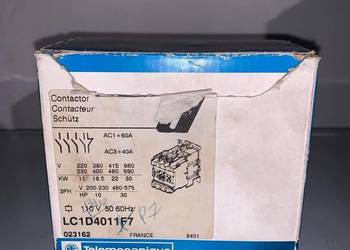 Contactor
Contacteur
Schütz
AC1=60A
AC3=40A
V 220 380 415 660
230 400 480 690
KW 11 18.5 22 30
3PH V 200-230 460-575
HP 10 30
110 V 50 60Hz
LC1D4011F7
023162 FRANCE 9401
Telemecanique